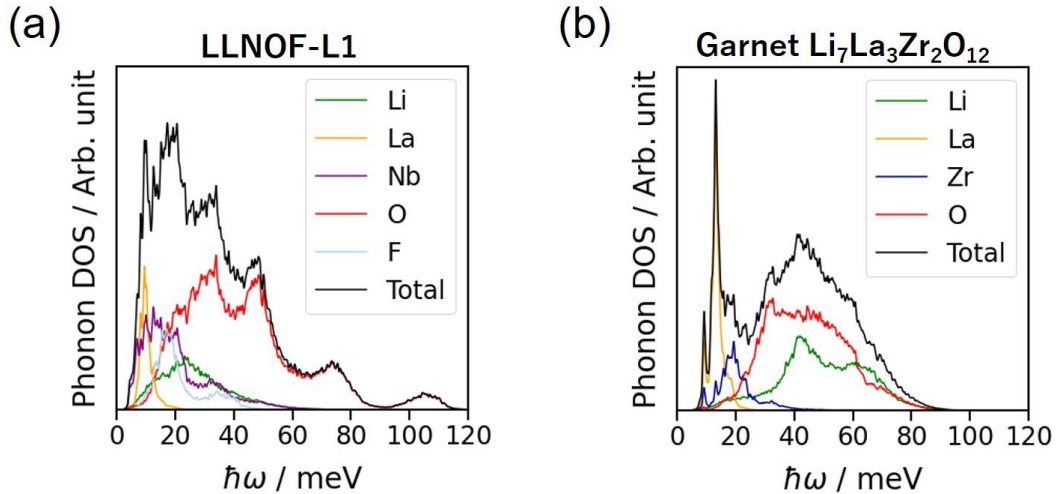 (a)
LLNOF-L1
Phonon DOS / Arb. unit
Li
La
Nb
O
F
Total
0 20 40 60 80 100 120
ħω / meV
(b)
Garnet Li₇La₃Zr₂O₁₂
Phonon DOS / Arb. unit
Li
La
Zr
O
Total
0 20 40 60 80 100 120
ħω / meV